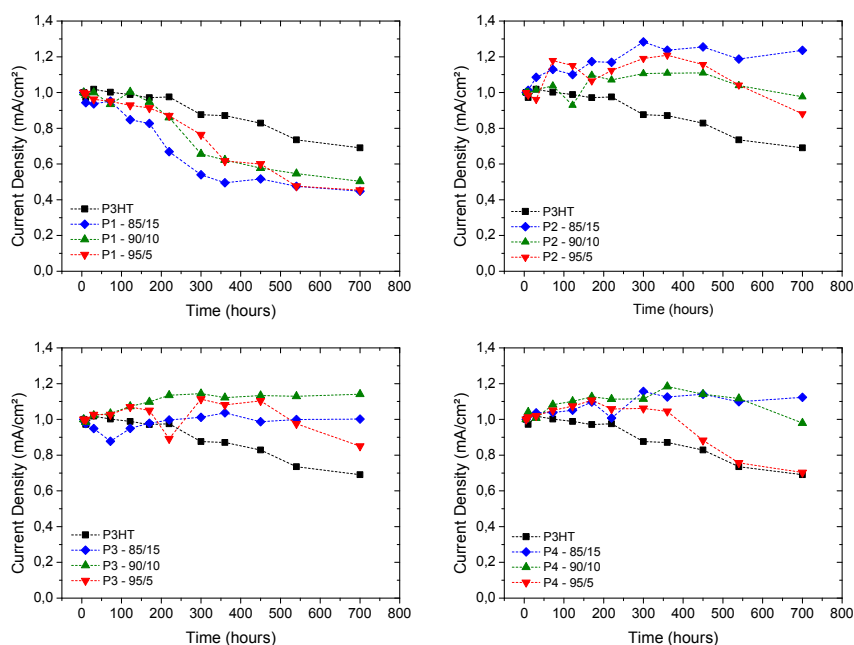 1,4
1,2
1,0
0,8
0,6
0,4
0,2
0,0
Current Density (mA/cm²)
P3HT
P1 - 85/15
P1 - 90/10
P1 - 95/5
0 100 200 300 400 500 600 700 800
Time (hours)
1,4
1,2
1,0
0,8
0,6
0,4
0,2
0,0
Current Density (mA/cm²)
P3HT
P2 - 85/15
P2 - 90/10
P2 - 95/5
0 100 200 300 400 500 600 700 800
Time (hours)
1,4
1,2
1,0
0,8
0,6
0,4
0,2
0,0
Current Density (mA/cm²)
P3HT
P3 - 85/15
P3 - 90/10
P3 - 95/5
0 100 200 300 400 500 600 700 800
Time (hours)
1,4
1,2
1,0
0,8
0,6
0,4
0,2
0,0
Current Density (mA/cm²)
P3HT
P4 - 85/15
P4 - 90/10
P4 - 95/5
0 100 200 300 400 500 600 700 800
Time (hours)